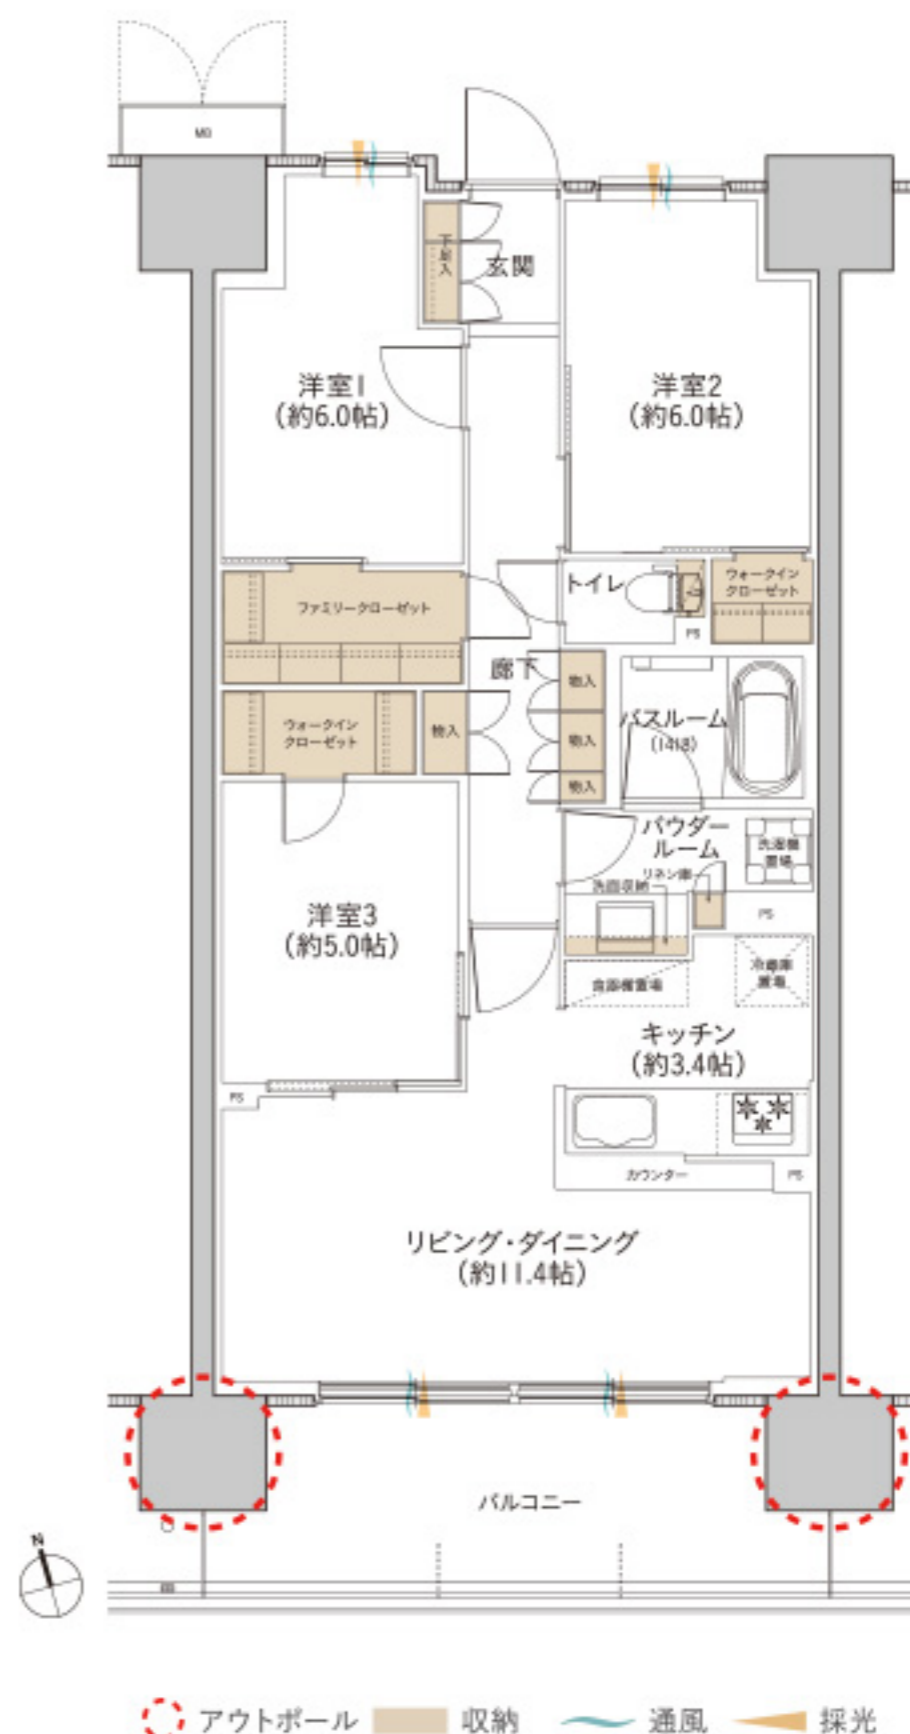 MB
下足入
玄関
洋室1
(約6.0帖)
洋室2
(約6.0帖)
ファミリークローゼット
トイレ
ウォークイン
クローゼット
PS
廊下
物入
ウォークイン
クローゼット
物入
物入
バスルーム
(1418)
物入
パウダー
ルーム
洗濯機
置場
リネン庫
洗面収納
PS
洋室3
(約5.0帖)
食器棚置場
冷蔵庫
置場
キッチン
(約3.4帖)
PS
カウンター
PS
リビング・ダイニング
(約11.4帖)
バルコニー
N
アウトポール 収納 通風 採光